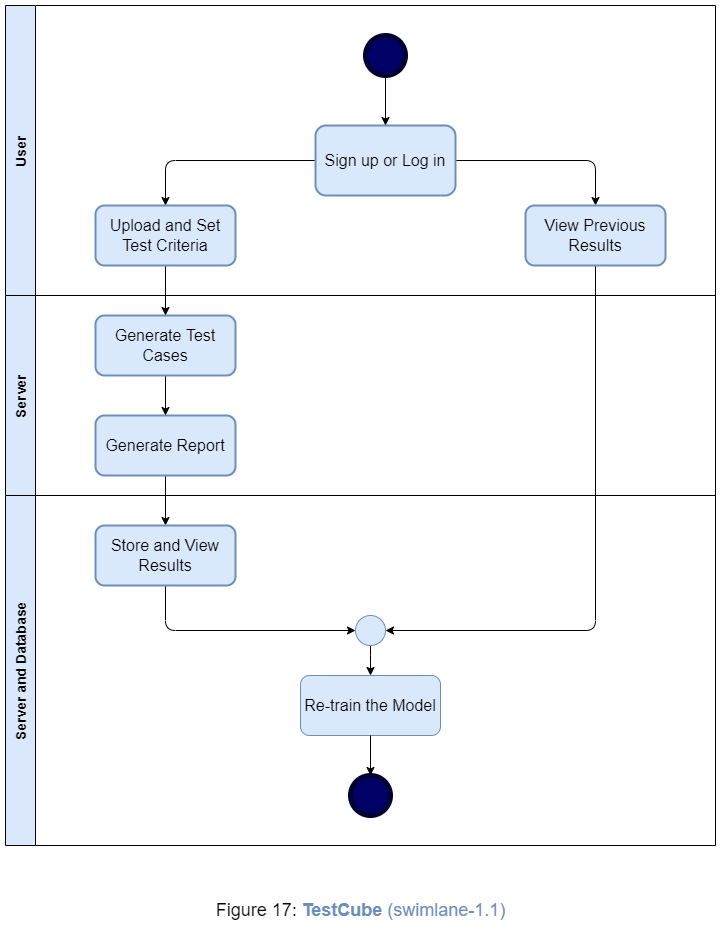 User
Sign up or Log in
Upload and Set
Test Criteria
View Previous
Results
Server
Generate Test
Cases
Generate Report
Server and Database
Store and View
Results
Re-train the Model
Figure 17: TestCube (swimlane-1.1)